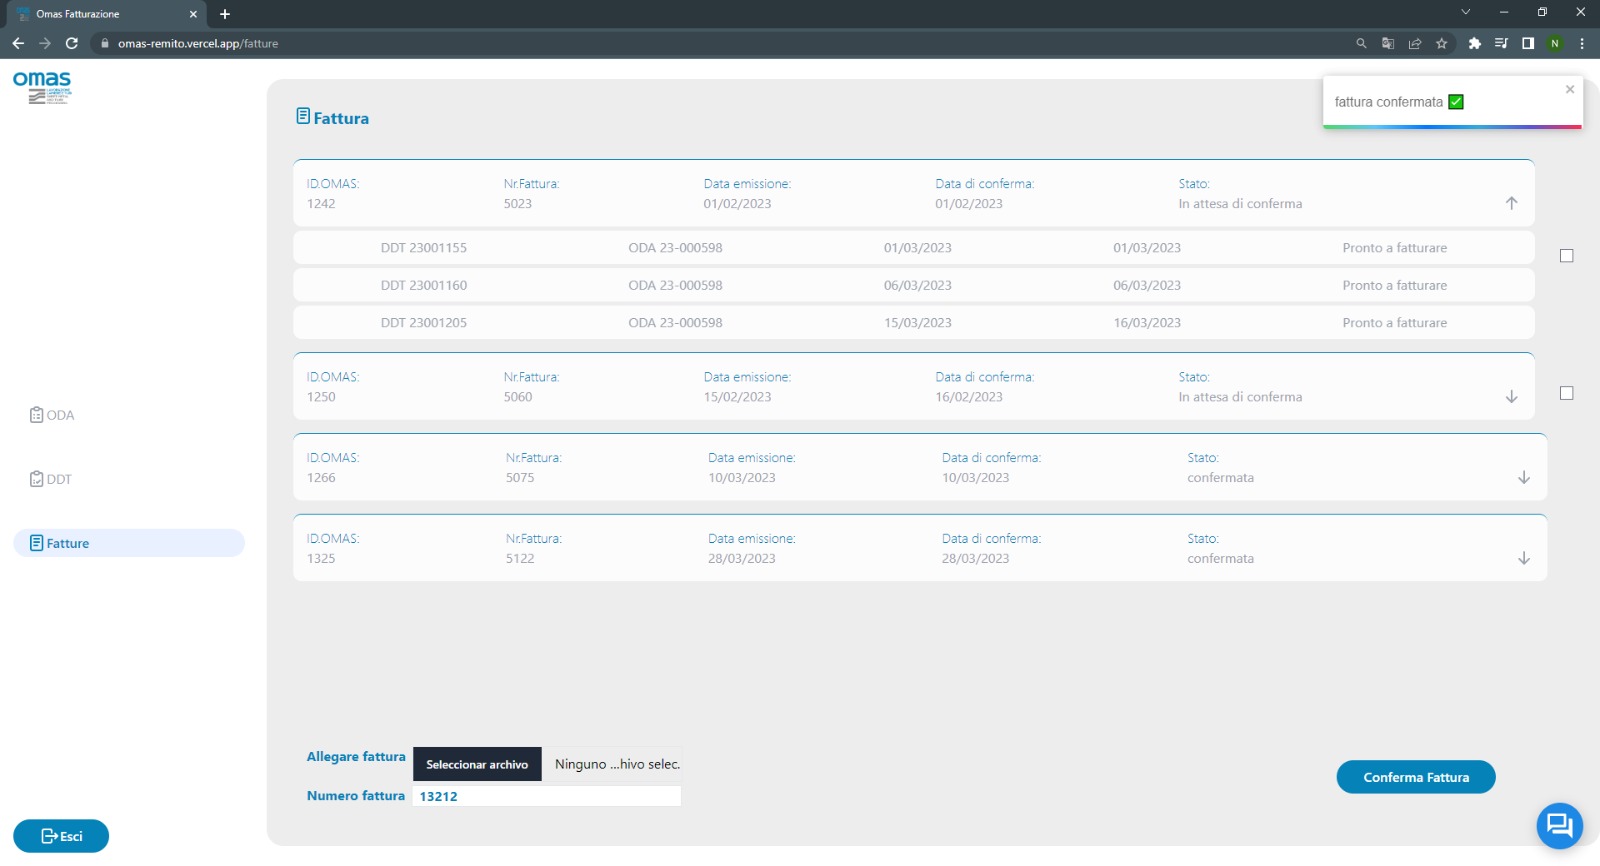 Omas Fatturazione
omas-remito.vercel.app/fatture
N
omas
fattura confermata ✅
Fattura
ID.OMAS: Nr.Fattura: Data emissione: Data di conferma: Stato:
1242 5023 01/02/2023 01/02/2023 In attesa di conferma
DDT 23001155 ODA 23-000598 01/03/2023 01/03/2023 Pronto a fatturare
DDT 23001160 ODA 23-000598 06/03/2023 06/03/2023 Pronto a fatturare
DDT 23001205 ODA 23-000598 15/03/2023 16/03/2023 Pronto a fatturare
ID.OMAS: Nr.Fattura: Data emissione: Data di conferma: Stato:
1250 5060 15/02/2023 16/02/2023 In attesa di conferma
ID.OMAS: Nr.Fattura: Data emissione: Data di conferma: Stato:
1266 5075 10/03/2023 10/03/2023 confermata
ID.OMAS: Nr.Fattura: Data emissione: Data di conferma: Stato:
1325 5122 28/03/2023 28/03/2023 confermata
ODA
DDT
Fatture
Allegare fattura Seleccionar archivo Ninguno ...hivo selec.
Numero fattura 13212
Conferma Fattura
Esci